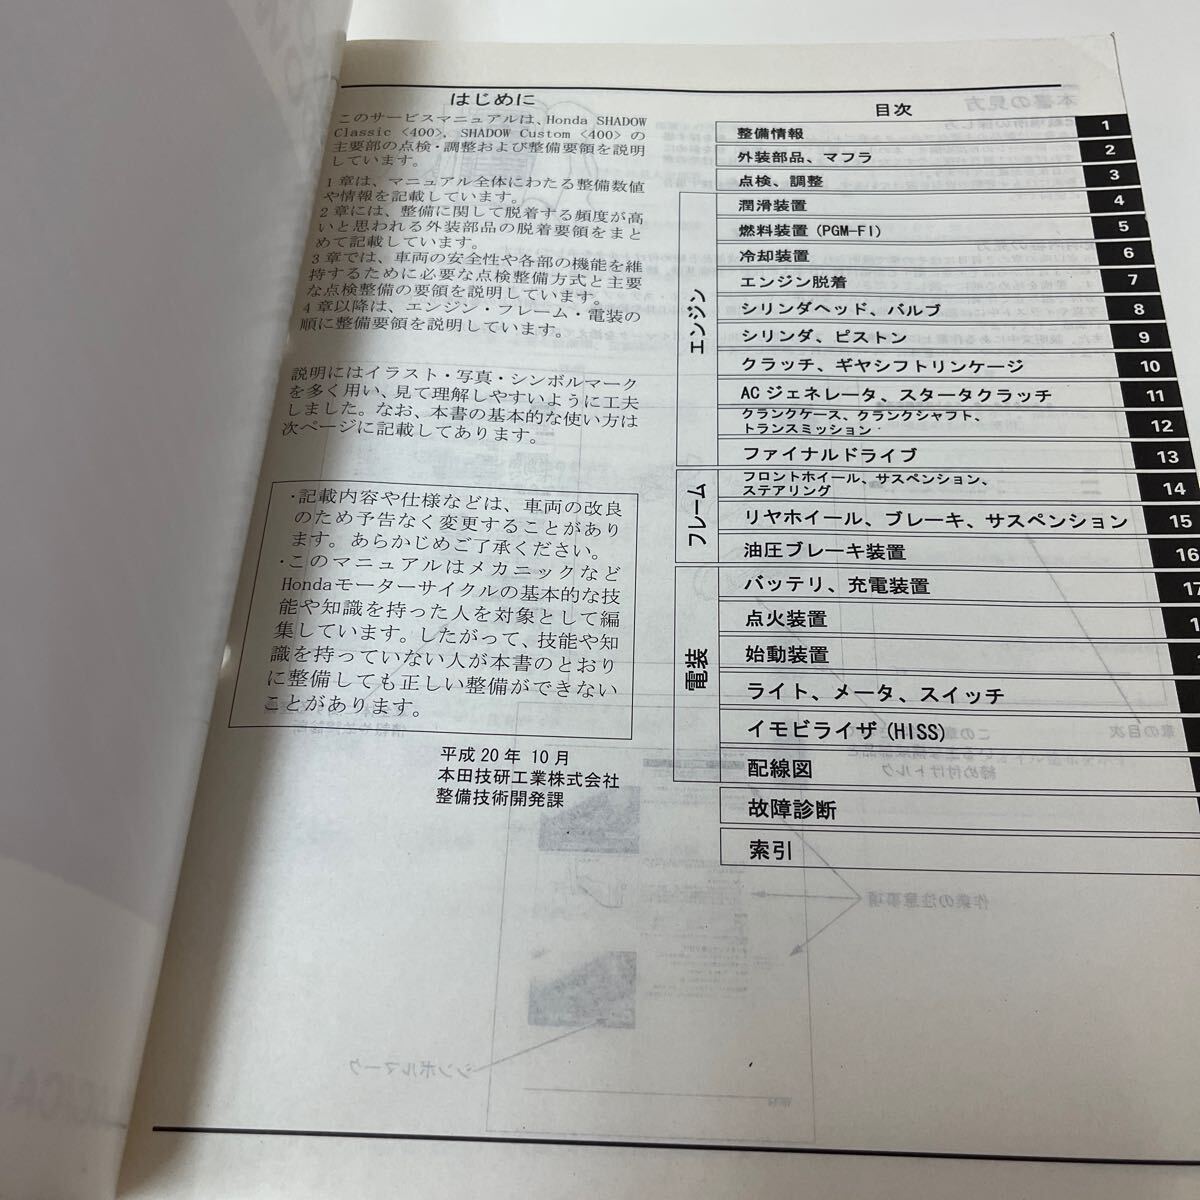 はじめに
このサービスマニュアルは、Honda SHADOW
Classic <400>, SHADOW Custom <400> の
主要部の点検・調整および整備要領を説明
しています。
1章は、マニュアル全体にわたる整備数値
や情報を記載しています。
2章には、整備に関して脱着する頻度が高
いと思われる外装部品の脱着要領をまと
めて記載しています。
3章では、車両の安全性や各部の機能を維
持するために必要な点検整備方式と主要
な点検整備の要領を説明しています。
4章以降は、エンジン・フレーム・電装の
順に整備要領を説明しています。
説明にはイラスト・写真・シンボルマーク
を多く用い、見て理解しやすいように工夫
しました。なお、本書の基本的な使い方は
次ページに記載してあります。
・記載内容や仕様などは、車両の改良
のため予告なく変更することがあり
ます。あらかじめご了承ください。
・このマニュアルはメカニックなど
Hondaモーターサイクルの基本的な技
能や知識を持った人を対象として編
集しています。したがって、技能や知
識を持っていない人が本書のとおり
に整備しても正しい整備ができない
ことがあります。
平成20年 10月
本田技研工業株式会社
整備技術開発課
目次
整備情報 1
外装部品、マフラ 2
点検、調整 3
エンジン
潤滑装置 4
燃料装置(PGM-FI) 5
冷却装置 6
エンジン脱着 7
シリンダヘッド、バルブ 8
シリンダ、ピストン 9
クラッチ、ギヤシフトリンケージ 10
ACジェネレータ、スタータクラッチ 11
クランクケース、クランクシャフト、
トランスミッション 12
ファイナルドライブ 13
フレーム
フロントホイール、サスペンション、
ステアリング 14
リヤホイール、ブレーキ、サスペンション 15
油圧ブレーキ装置 16
電装
バッテリ、充電装置 17
点火装置
始動装置
ライト、メータ、スイッチ
イモビライザ(HISS)
配線図
故障診断
索引